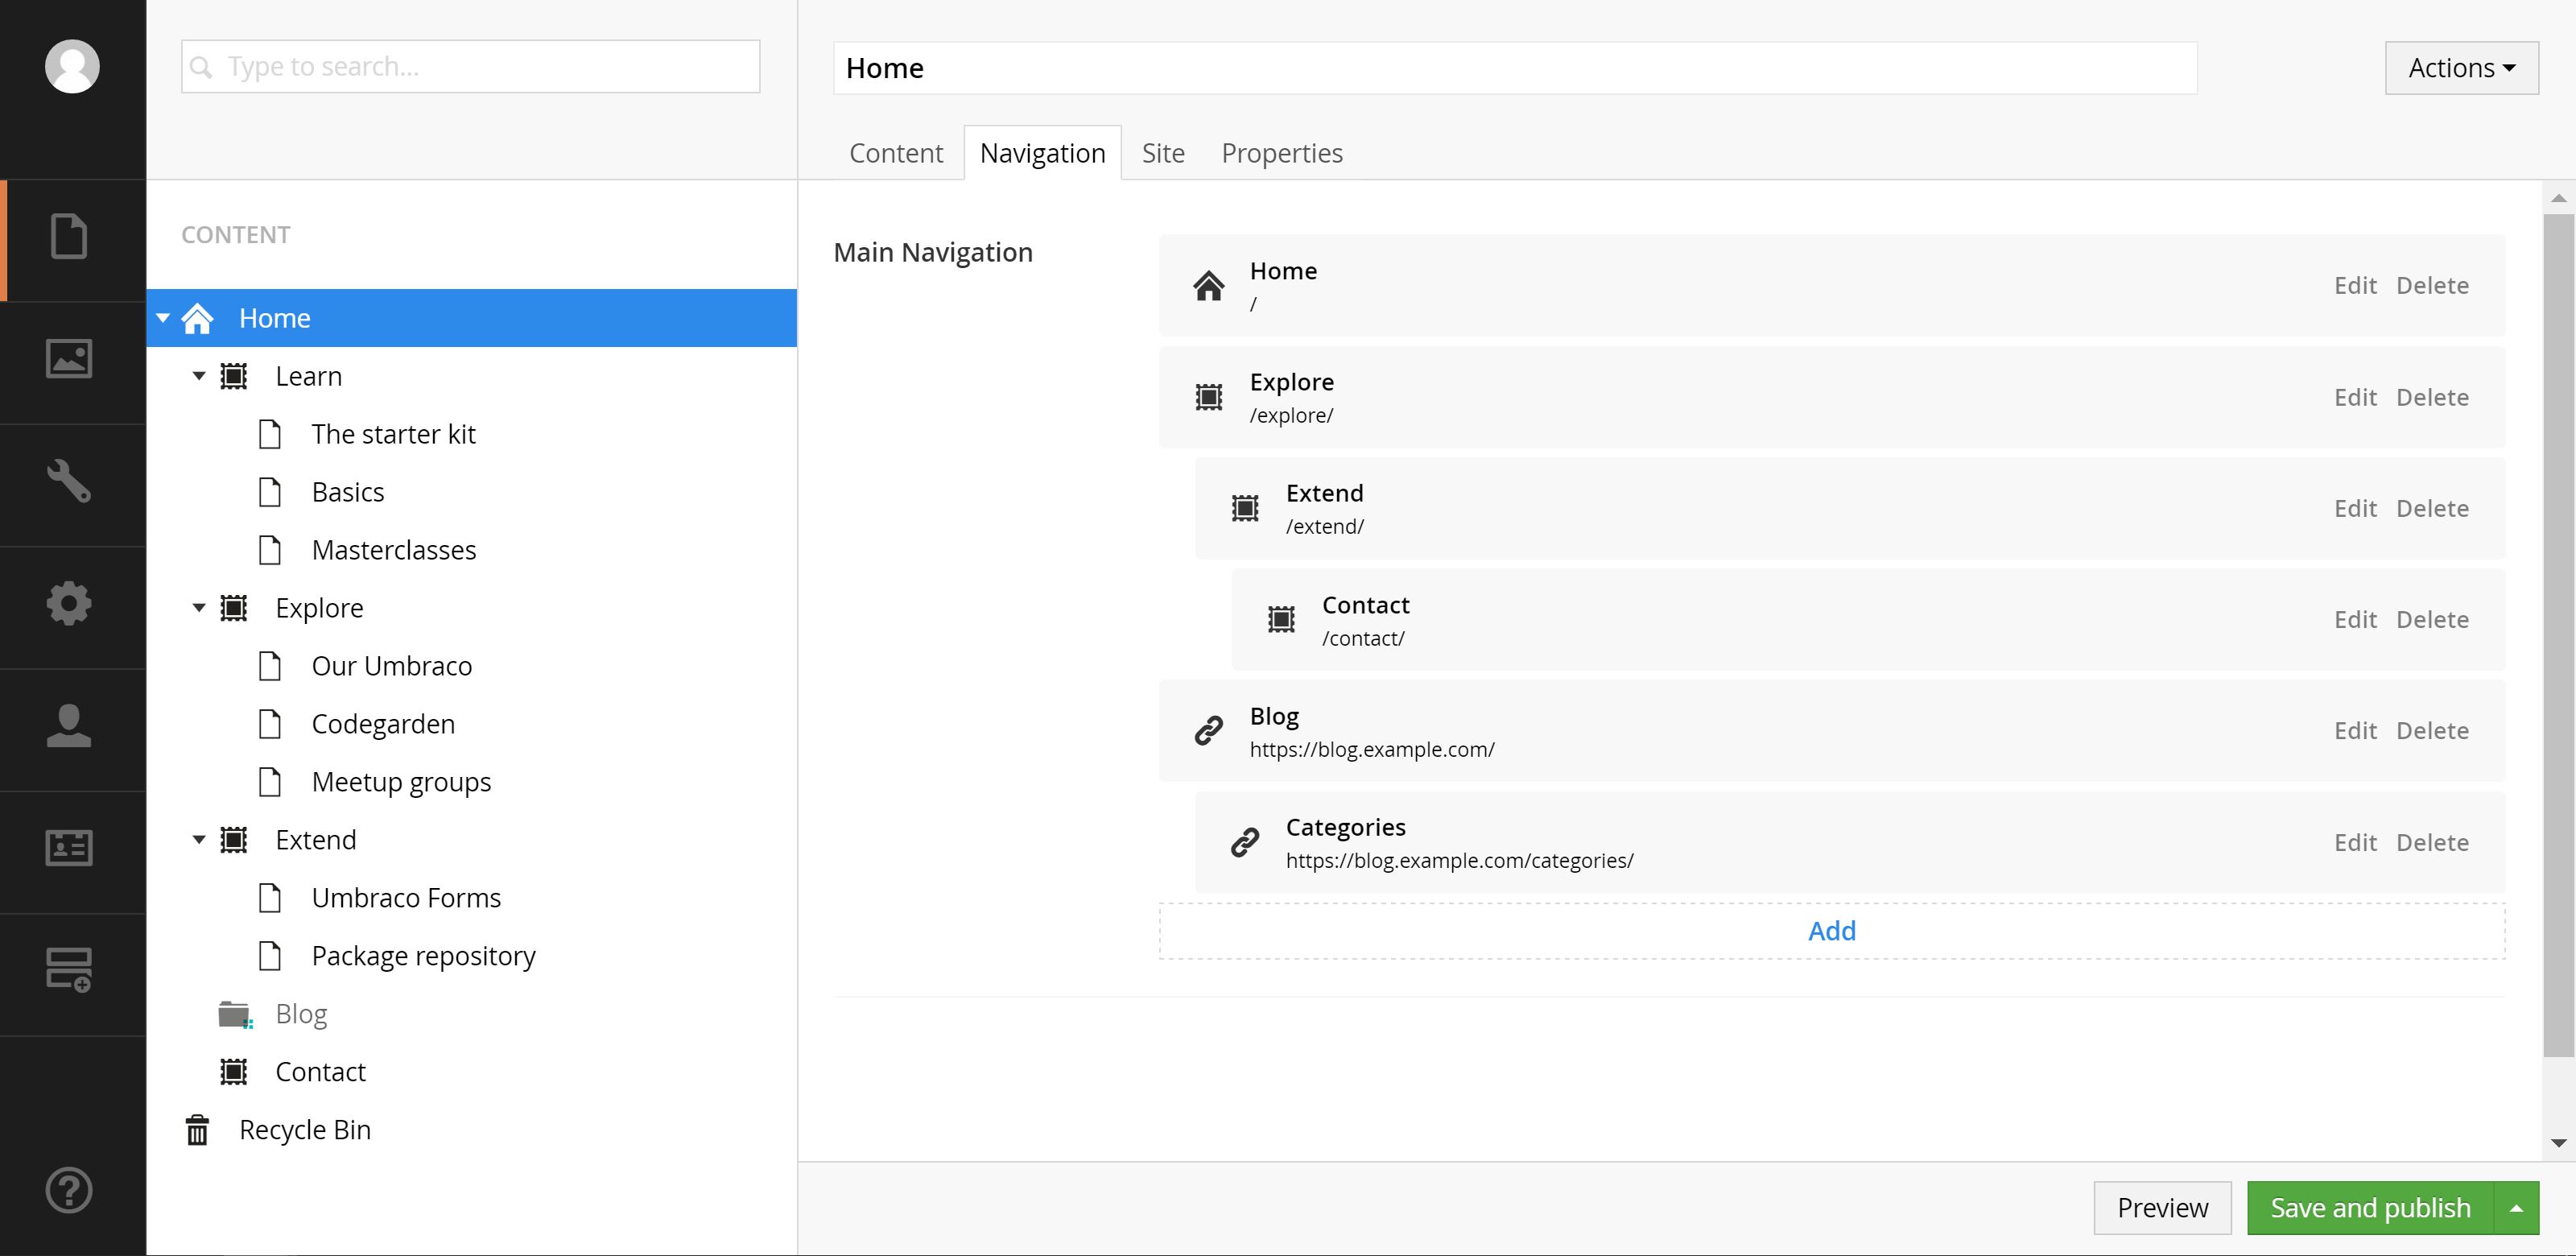 Type to search...
Home
Actions
Content
Navigation
Site
Properties
CONTENT
Home
Learn
The starter kit
Basics
Masterclasses
Explore
Our Umbraco
Codegarden
Meetup groups
Extend
Umbraco Forms
Package repository
Blog
Contact
Recycle Bin
Main Navigation
Home
/
Edit Delete
Explore
/explore/
Edit Delete
Extend
/extend/
Edit Delete
Contact
/contact/
Edit Delete
Blog
https://blog.example.com/
Edit Delete
Categories
https://blog.example.com/categories/
Edit Delete
Add
Preview
Save and publish